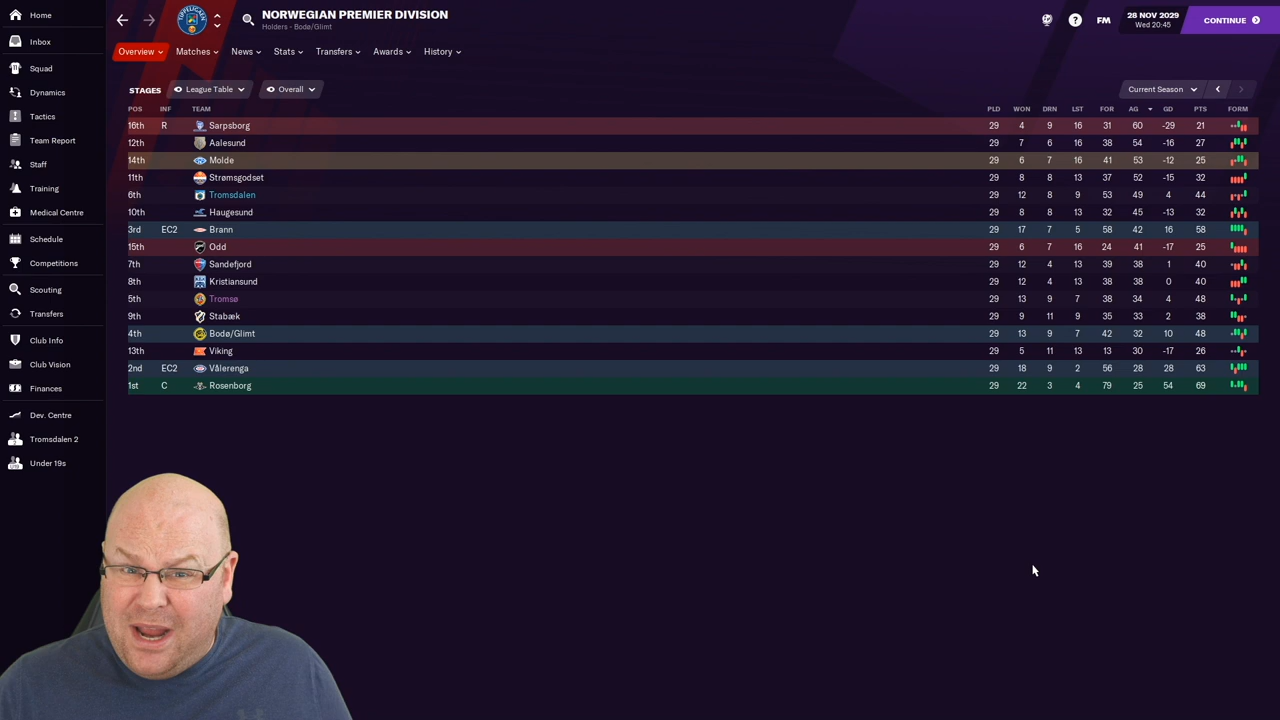 Home
Inbox
Squad
Dynamics
Tactics
Team Report
Staff
Training
Medical Centre
Schedule
Competitions
Scouting
Transfers
Club Info
Club Vision
Finances
Dev. Centre
Tromsdalen 2
Under 19s
NORWEGIAN PREMIER DIVISION
Holders - Bodø/Glimt
FM
28 NOV 2029
Wed 20:45
CONTINUE
Overview Matches News Stats Transfers Awards History
STAGES League Table Overall Current Season
POS INF TEAM PLD WON DRN LST FOR AG GD PTS FORM
16th R Sarpsborg 29 4 9 16 31 60 -29 21
12th Aalesund 29 7 6 16 38 54 -16 27
14th Molde 29 6 7 16 41 53 -12 25
11th Strømsgodset 29 8 8 13 37 52 -15 32
6th Tromsdalen 29 12 8 9 53 49 4 44
10th Haugesund 29 8 8 13 32 45 -13 32
3rd EC2 Brann 29 17 7 5 58 42 16 58
15th Odd 29 6 7 16 24 41 -17 25
7th Sandefjord 29 12 4 13 39 38 1 40
8th Kristiansund 29 12 4 13 38 38 0 40
5th Tromsø 29 13 9 7 38 34 4 48
9th Stabæk 29 9 11 9 35 33 2 38
4th Bodø/Glimt 29 13 9 7 42 32 10 48
13th Viking 29 5 11 13 13 30 -17 26
2nd EC2 Vålerenga 29 18 9 2 56 28 28 63
1st C Rosenborg 29 22 3 4 79 25 54 69